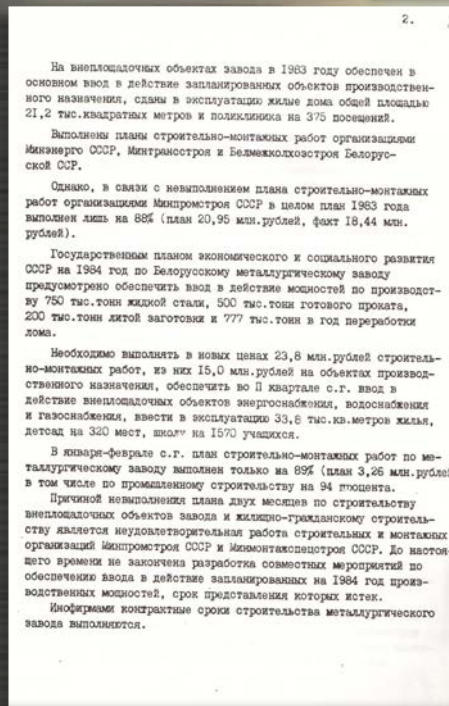 2.
На внеплощадочных объектах завода в 1983 году обеспечен в
основном ввод в действие запланированных объектов производствен-
ного назначения, сданы в эксплуатацию жилые дома общей площадью
21,2 тыс.квадратных метров и поликлиника на 375 посещений.
Выполнены планы строительно-монтажных работ организациями
Минэнерго СССР, Минтрансстроя и Белмежколхозстроя Белорус-
ской ССР.
Однако, в связи с невыполнением плана строительно-монтажных
работ организациями Минпромстроя СССР в целом план 1983 года
выполнен лишь на 88% (план 20,95 млн.рублей, факт 18,44 млн.
рублей).
Государственным планом экономического и социального развития
СССР на 1984 год по Белорусскому металлургическому заводу
предусмотрено обеспечить ввод в действие мощностей по производст-
ву 750 тыс.тонн жидкой стали, 500 тыс.тонн готового проката,
200 тыс.тонн литой заготовки и 777 тыс.тонн в год переработки
лома.
Необходимо выполнить в новых ценах 23,8 млн.рублей строитель-
но-монтажных работ, из них 15,0 млн.рублей на объектах производ-
ственного назначения, обеспечить во II квартале с.г. ввод в
действие внеплощадочных объектов энергоснабжения, водоснабжения
и газоснабжения, ввести в эксплуатацию 33,8 тыс.кв.метров жилья,
детсад на 320 мест, школу на 1570 учащихся.
В января-феврале с.г. план строительно-монтажных работ по ме-
таллургическому заводу выполнен только на 89% (план 3,26 млн.рублей
в том числе по промышленному строительству на 94 процента.
Причиной невыполнения плана двух месяцев по строительству
внеплощадочных объектов завода и жилищно-гражданскому строитель-
ству является неудовлетворительная работа строительных и монтажных
организаций Минпромстроя СССР и Минмонтажспецстроя СССР. До настоя-
щего времени не закончена разработка совместных мероприятий по
обеспечению ввода в действие запланированных на 1984 год произ-
водственных мощностей, срок представления которых истек.
Инофирмами контрактные сроки строительства металлургического
завода выполняются.